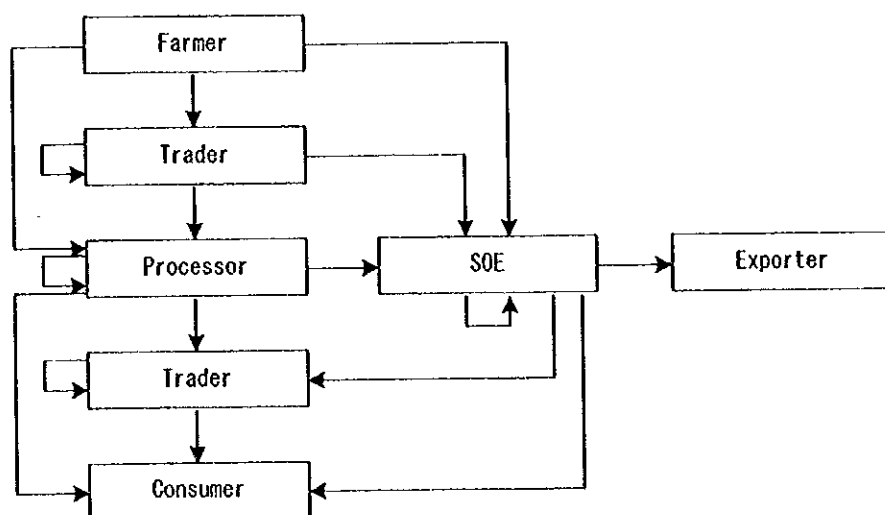 Farmer
Trader
Processor
SOE
Exporter
Trader
Consumer